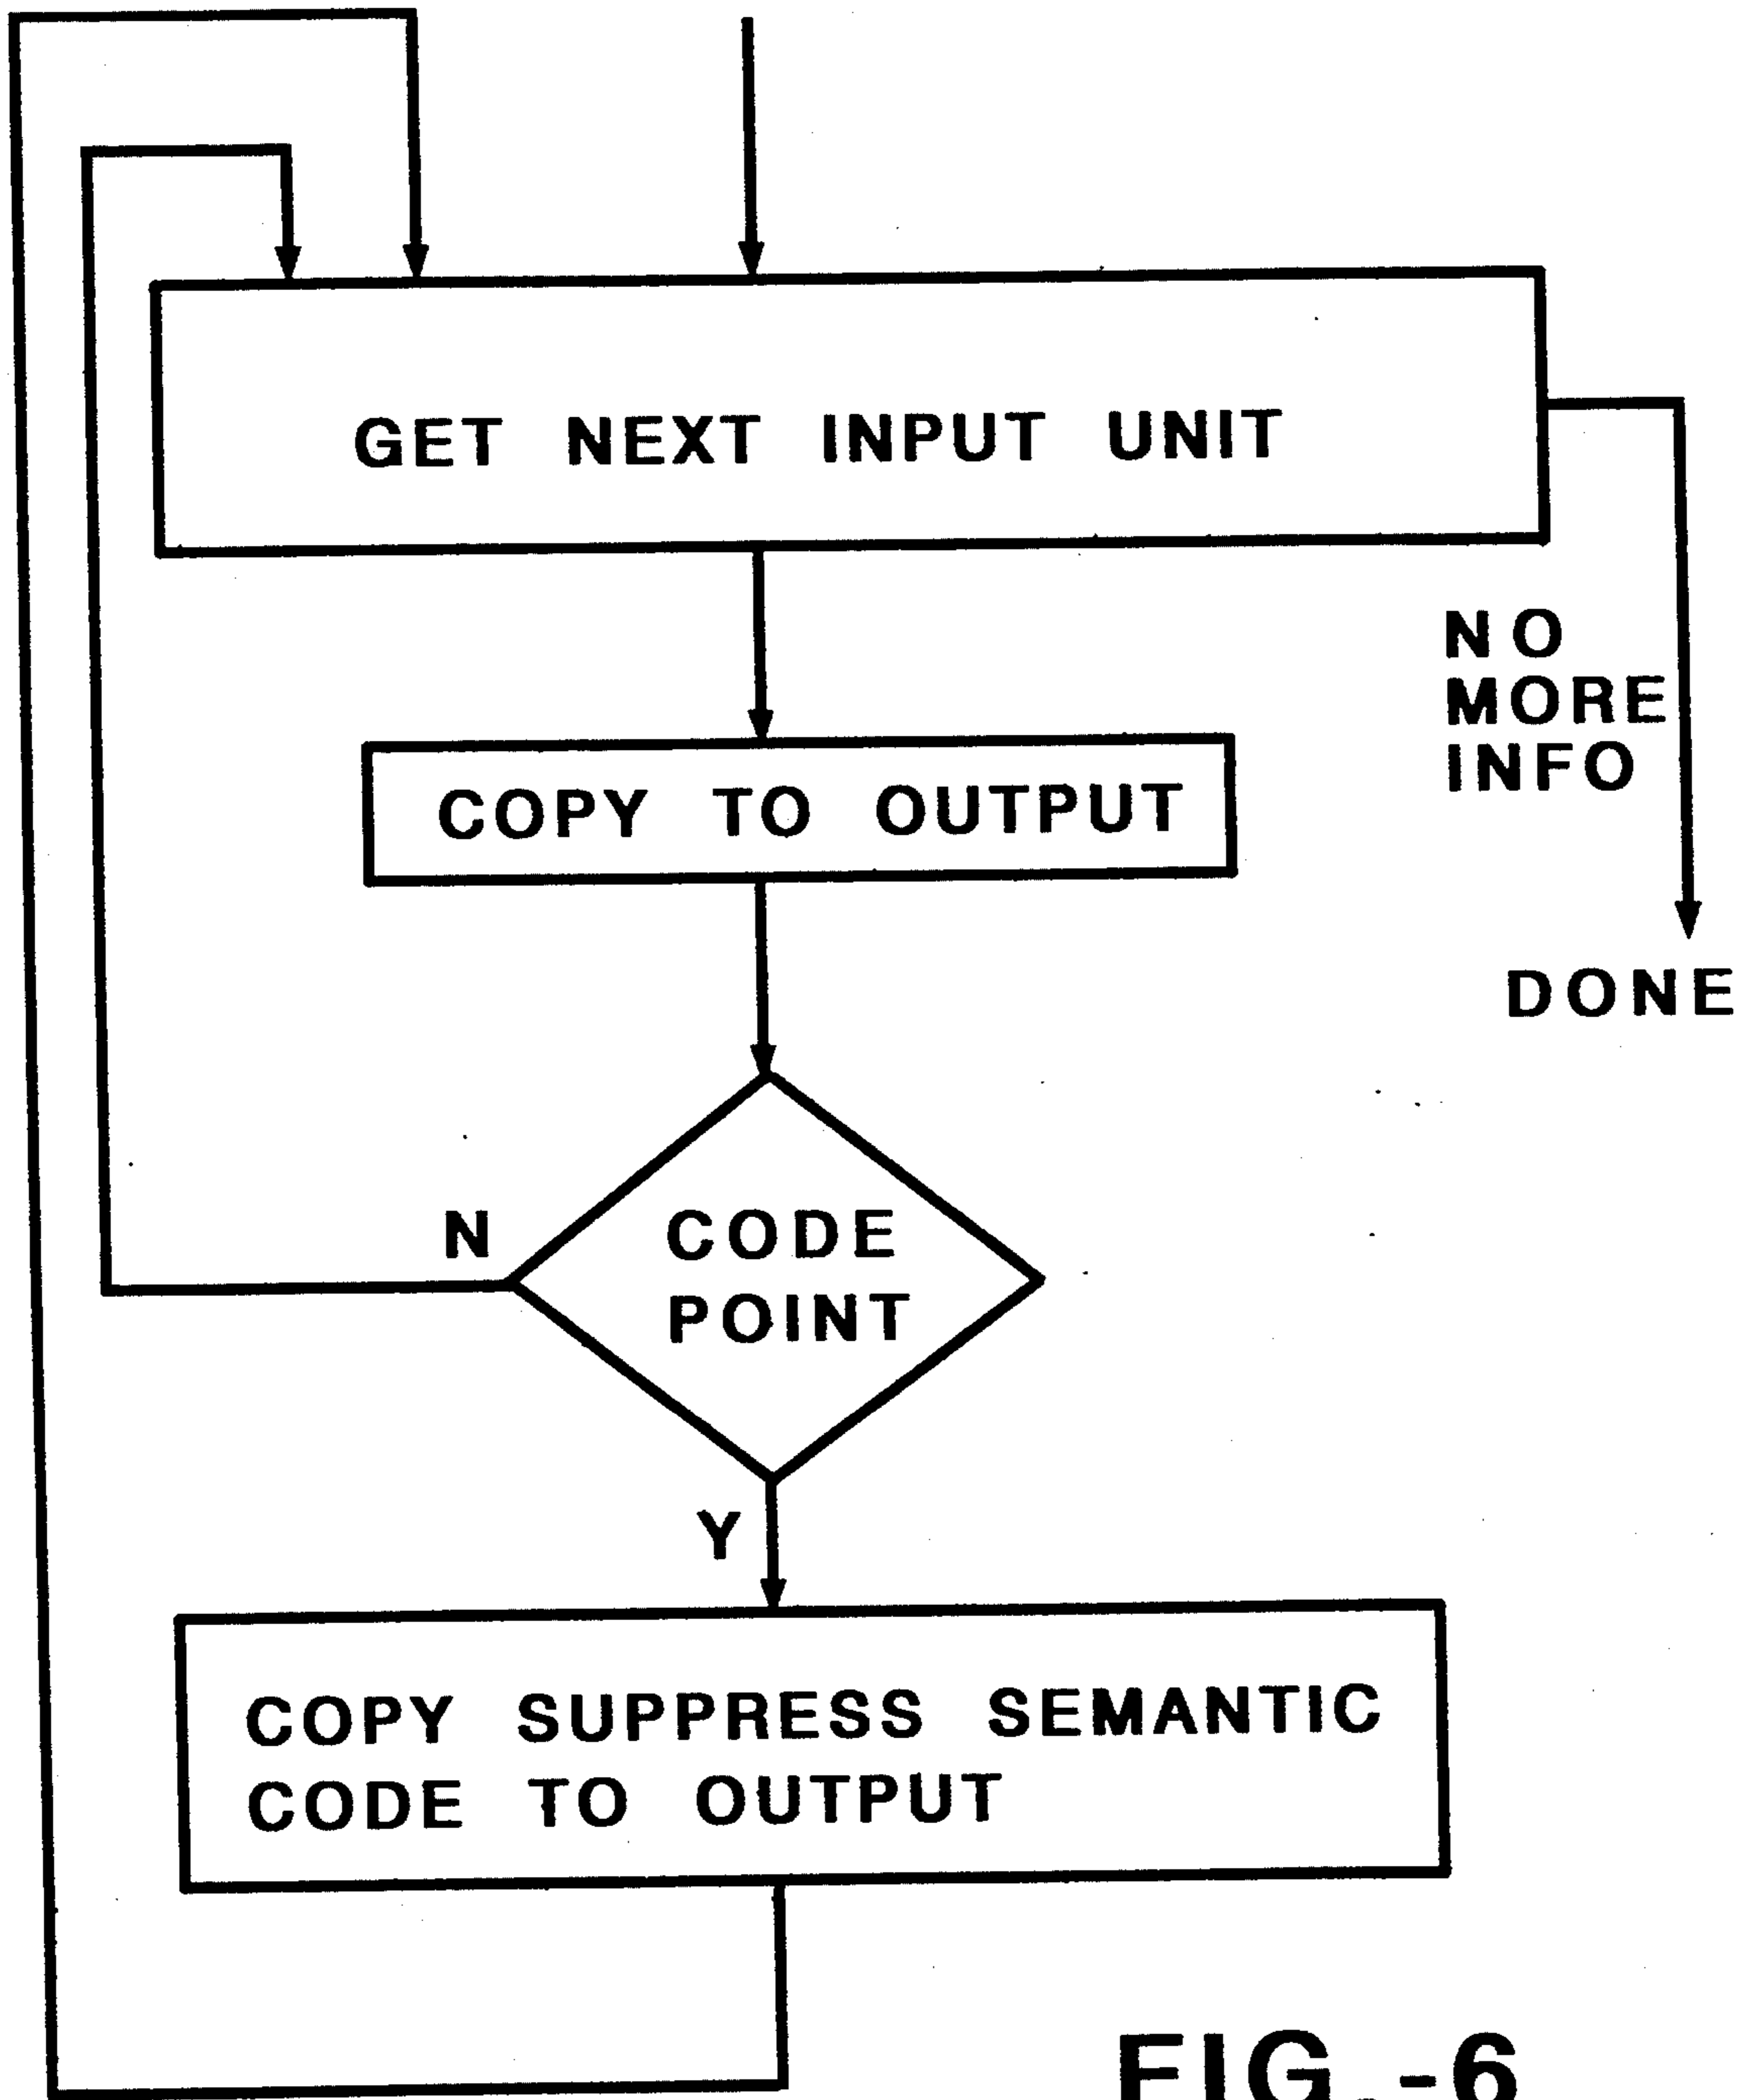 GET NEXT INPUT UNIT
NO
MORE
INFO
COPY TO OUTPUT
DONE
N
CODE
POINT
Y
COPY SUPPRESS SEMANTIC
CODE TO OUTPUT
FIG.-6